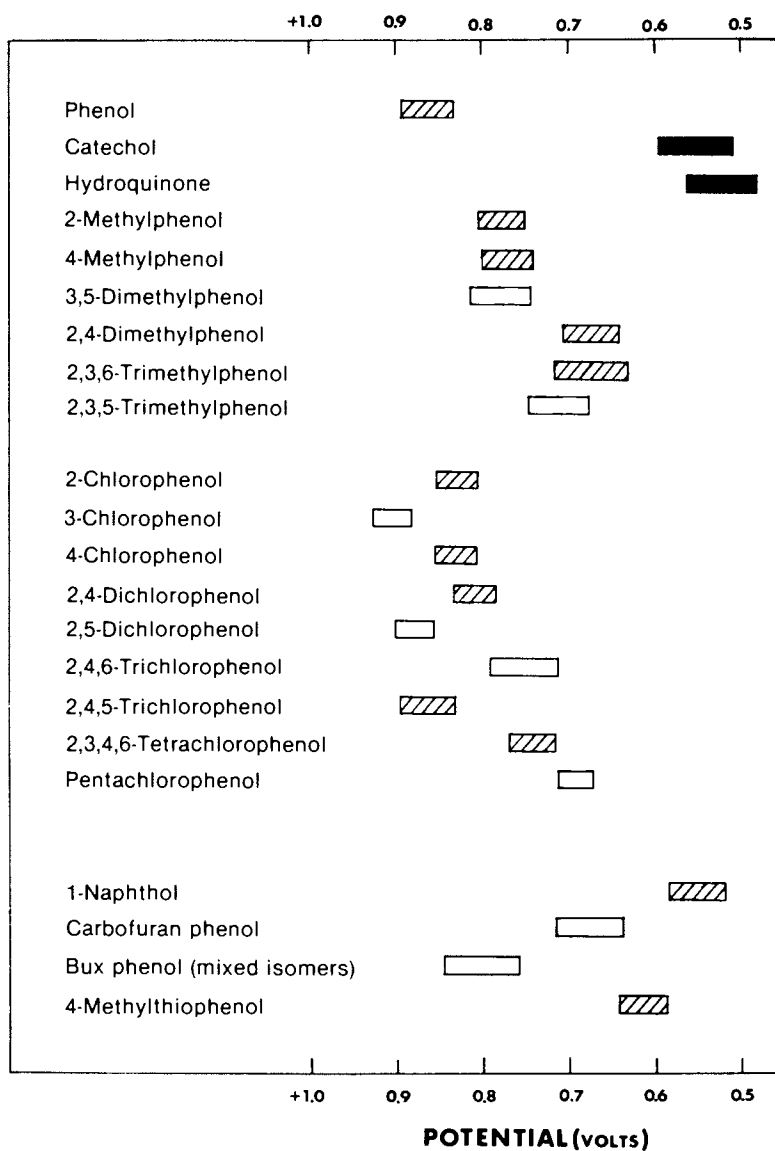 +1.0 0.9 0.8 0.7 0.6 0.5
Phenol
Catechol
Hydroquinone
2-Methylphenol
4-Methylphenol
3,5-Dimethylphenol
2,4-Dimethylphenol
2,3,6-Trimethylphenol
2,3,5-Trimethylphenol
2-Chlorophenol
3-Chlorophenol
4-Chlorophenol
2,4-Dichlorophenol
2,5-Dichlorophenol
2,4,6-Trichlorophenol
2,4,5-Trichlorophenol
2,3,4,6-Tetrachlorophenol
Pentachlorophenol
1-Naphthol
Carbofuran phenol
Bux phenol (mixed isomers)
4-Methylthiophenol
+1.0 0.9 0.8 0.7 0.6 0.5
POTENTIAL (VOLTS)